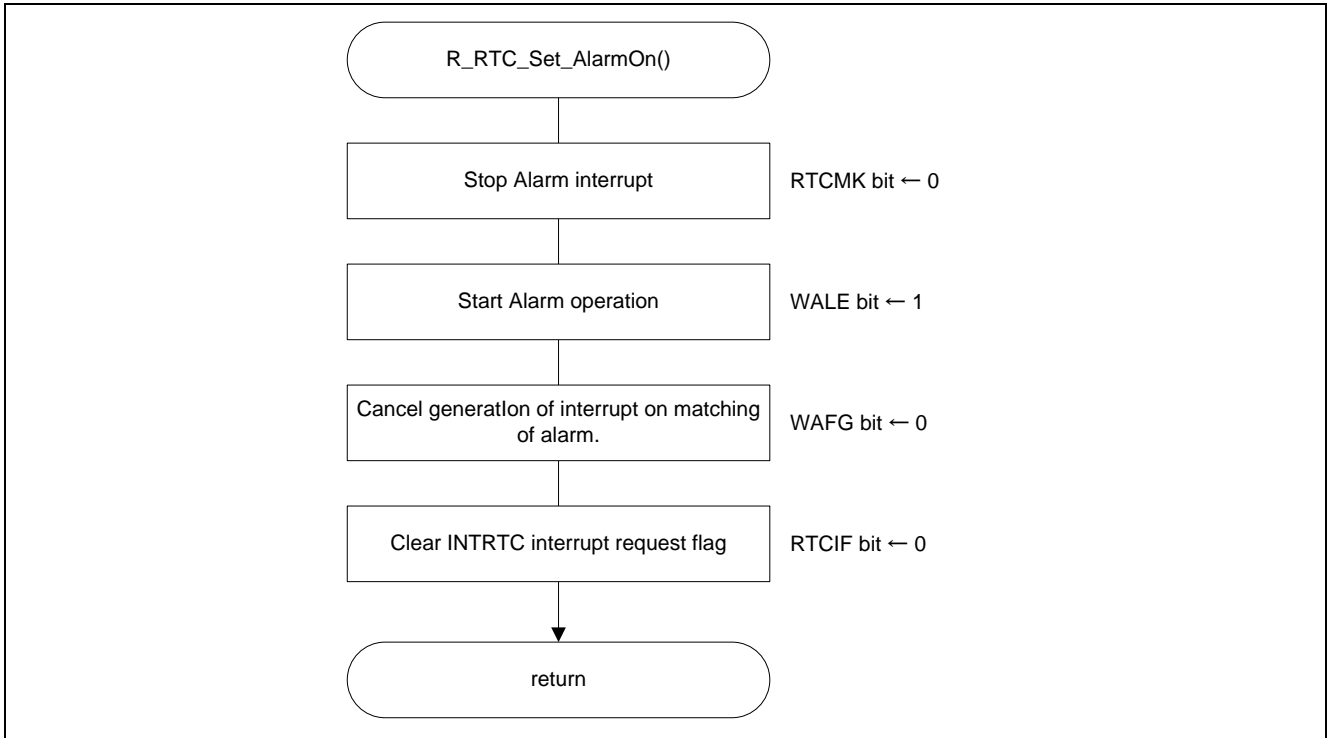 R_RTC_Set_AlarmOn()
Stop Alarm interrupt
RTCMK bit ← 0
Start Alarm operation
WALE bit ← 1
Cancel generation of interrupt on matching
of alarm.
WAFG bit ← 0
Clear INTRTC interrupt request flag
RTCIF bit ← 0
return